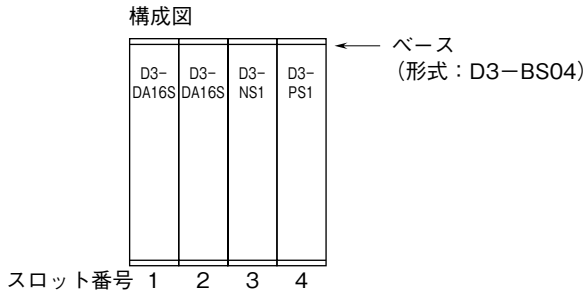 構成図
ベース
（形式：D3－BS04）
D3－ D3－ D3－ D3－
DA16S DA16S NS1 PS1
スロット番号 1 2 3 4